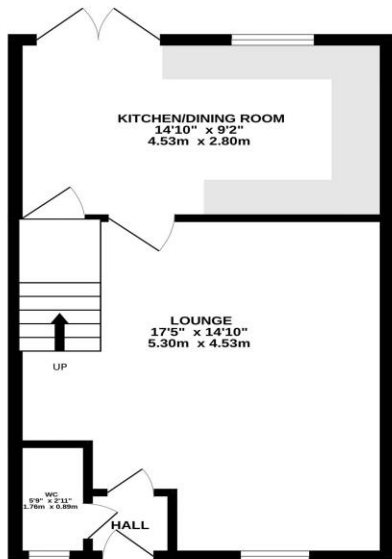 KITCHEN/DINING ROOM
14'10" x 9'2"
4.53m x 2.80m
LOUNGE
17'5" x 14'10"
5.30m x 4.53m
UP
WC
5'9" x 2'11"
1.76m x 0.89m
HALL